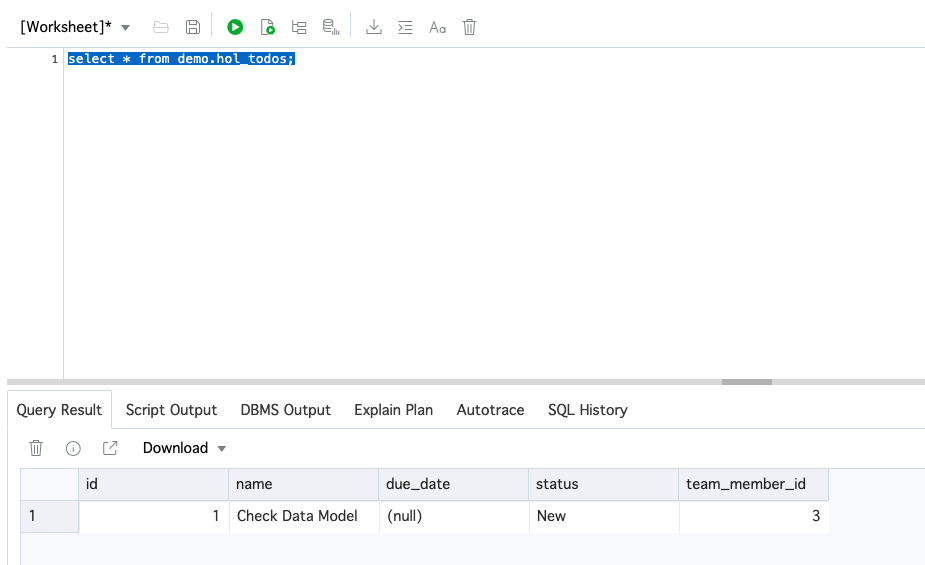 [Worksheet]*
Aa
1 select * from demo.hol_todos;
Query Result Script Output DBMS Output Explain Plan Autotrace SQL History
Download
id name due_date status team_member_id
1 1 Check Data Model (null) New 3